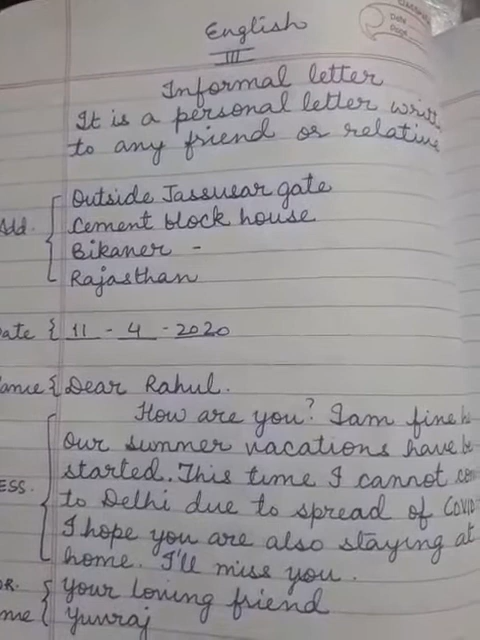 English
III
Informal letter
It is a personal letter
to any friend or relative
Add. Outside Jassusar gate
Cement block house
Bikaner -
Rajasthan
Date { 11 - 4 - 2020
Dear Rahul.
How are you? I am fine
our summer vacations have
started. This time I cannot
to Delhi due to spread of Covid
I hope you are also staying at
home. I'll miss you.
your loving friend
Yuvraj